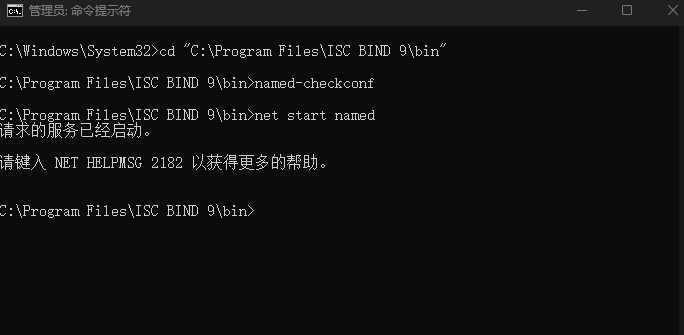 管理员: 命令提示符
C:\Windows\System32>cd "C:\Program Files\ISC BIND 9\bin"
C:\Program Files\ISC BIND 9\bin>named-checkconf
C:\Program Files\ISC BIND 9\bin>net start named
请求的服务已经启动。
请键入 NET HELPMSG 2182 以获得更多的帮助。
C:\Program Files\ISC BIND 9\bin>